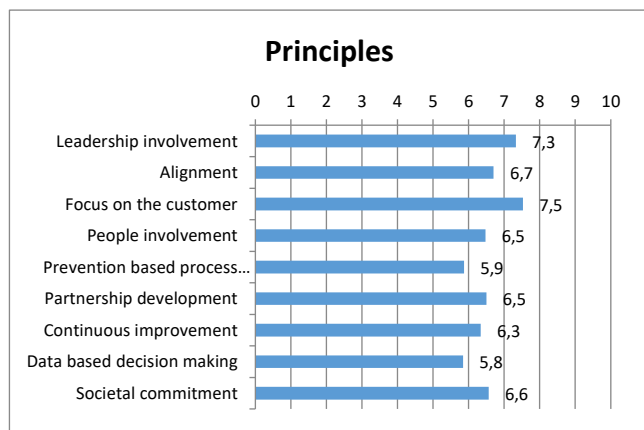 Principles
0 1 2 3 4 5 6 7 8 9 10
Leadership involvement 7,3
Alignment 6,7
Focus on the customer 7,5
People involvement 6,5
Prevention based process... 5,9
Partnership development 6,5
Continuous improvement 6,3
Data based decision making 5,8
Societal commitment 6,6